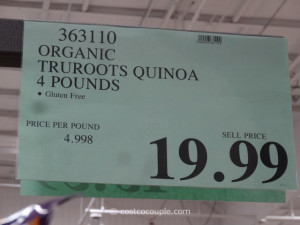 363110
ORGANIC
TRUROOTS QUINOA
4 POUNDS
• Gluten Free
PRICE PER POUND
4.998
SELL PRICE
19.99
© costcocouple.com